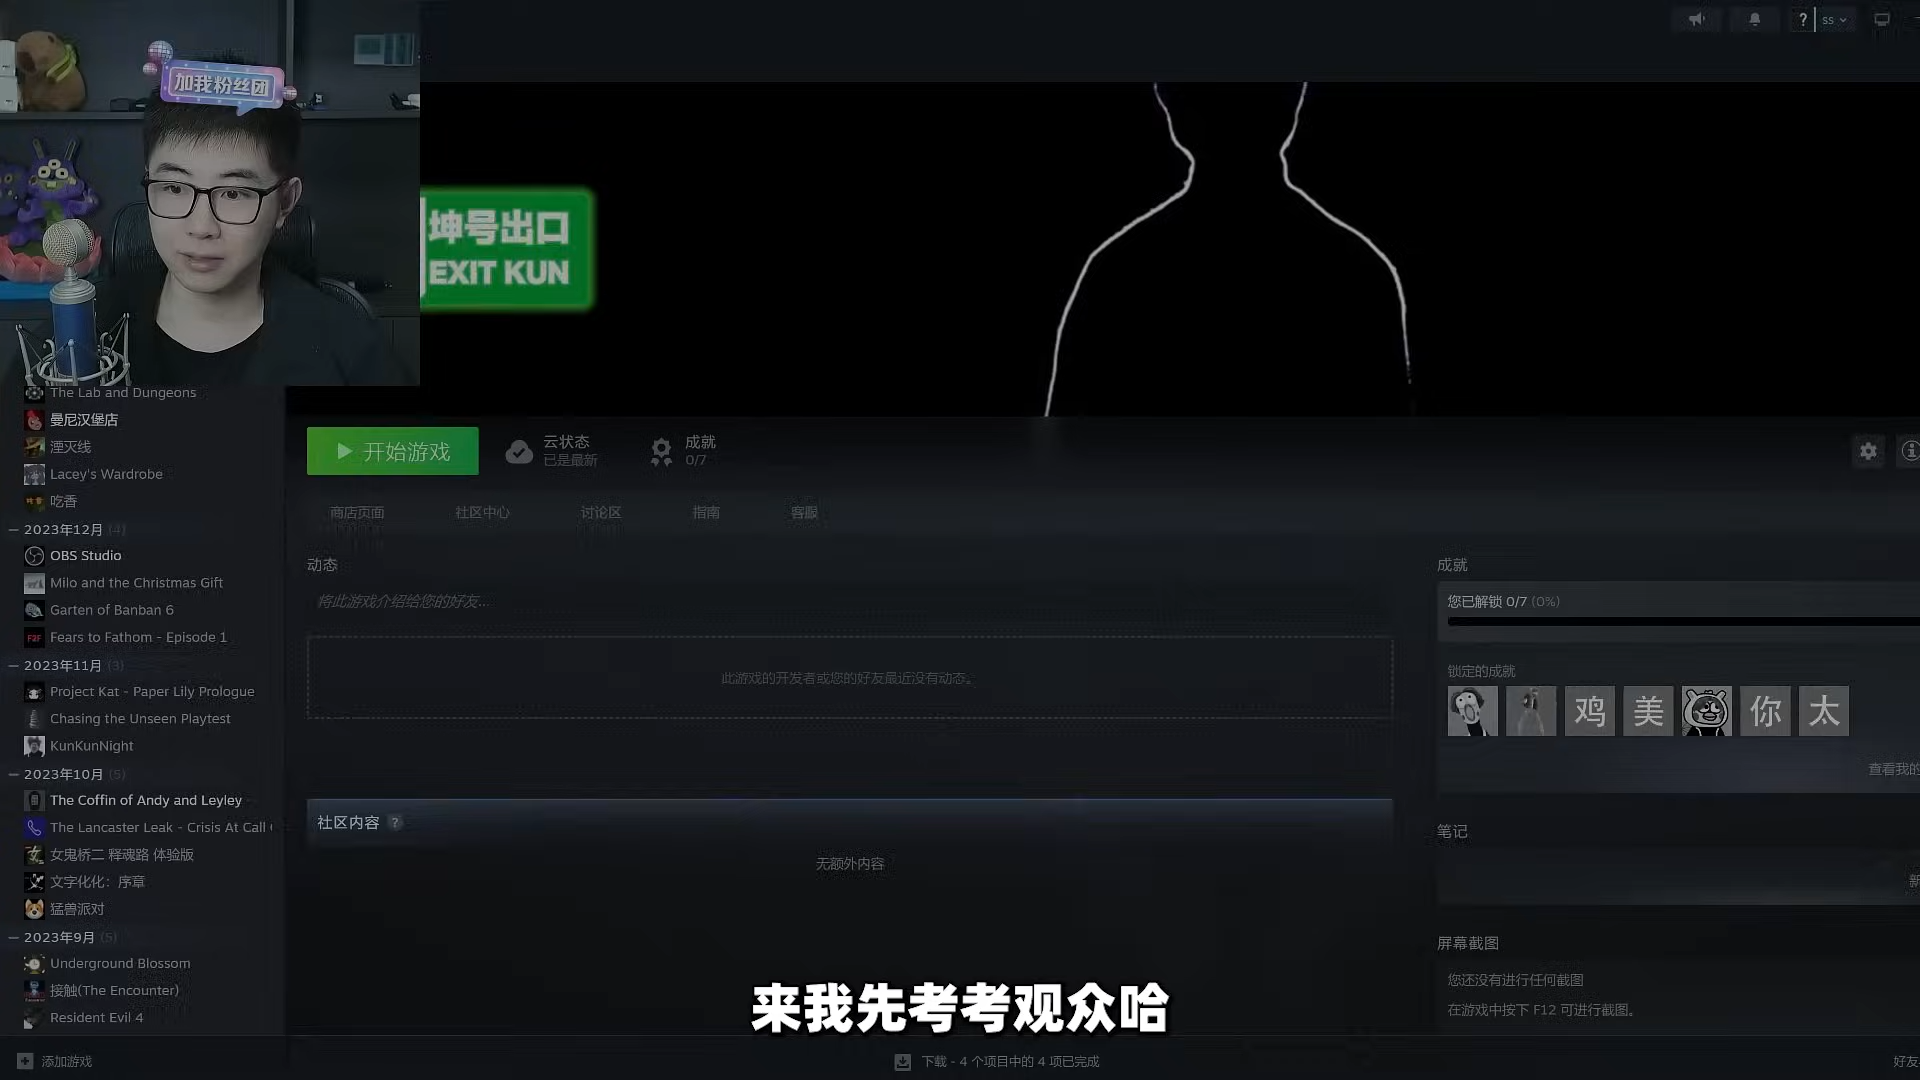 ? ss
加我粉丝团
坤号出口
EXIT KUN
The Lab and Dungeons
曼尼汉堡店
湮灭线
Lacey's Wardrobe
吃香
2023年12月 (4)
OBS Studio
Milo and the Christmas Gift
Garten of Banban 6
Fears to Fathom - Episode 1
2023年11月 (3)
Project Kat - Paper Lily Prologue
Chasing the Unseen Playtest
KunKunNight
2023年10月 (5)
The Coffin of Andy and Leyley
The Lancaster Leak - Crisis At Call
女鬼桥二 释魂路 体验版
文字化化：序章
猛兽派对
2023年9月 (5)
Underground Blossom
接触(The Encounter)
Resident Evil 4
添加游戏
开始游戏
云状态
已是最新
成就
0/7
商店页面 社区中心 讨论区 指南 客服
动态
将此游戏介绍给您的好友...
此游戏的开发者或您的好友最近没有动态。
社区内容 ?
无额外内容
成就
您已解锁 0/7 (0%)
锁定的成就
鸡 美 你 太
查看我的
笔记
新
屏幕截图
您还没有进行任何截图
在游戏中按下 F12 可进行截图。
来我先考考观众哈
下载 - 4 个项目中的 4 项已完成
好友